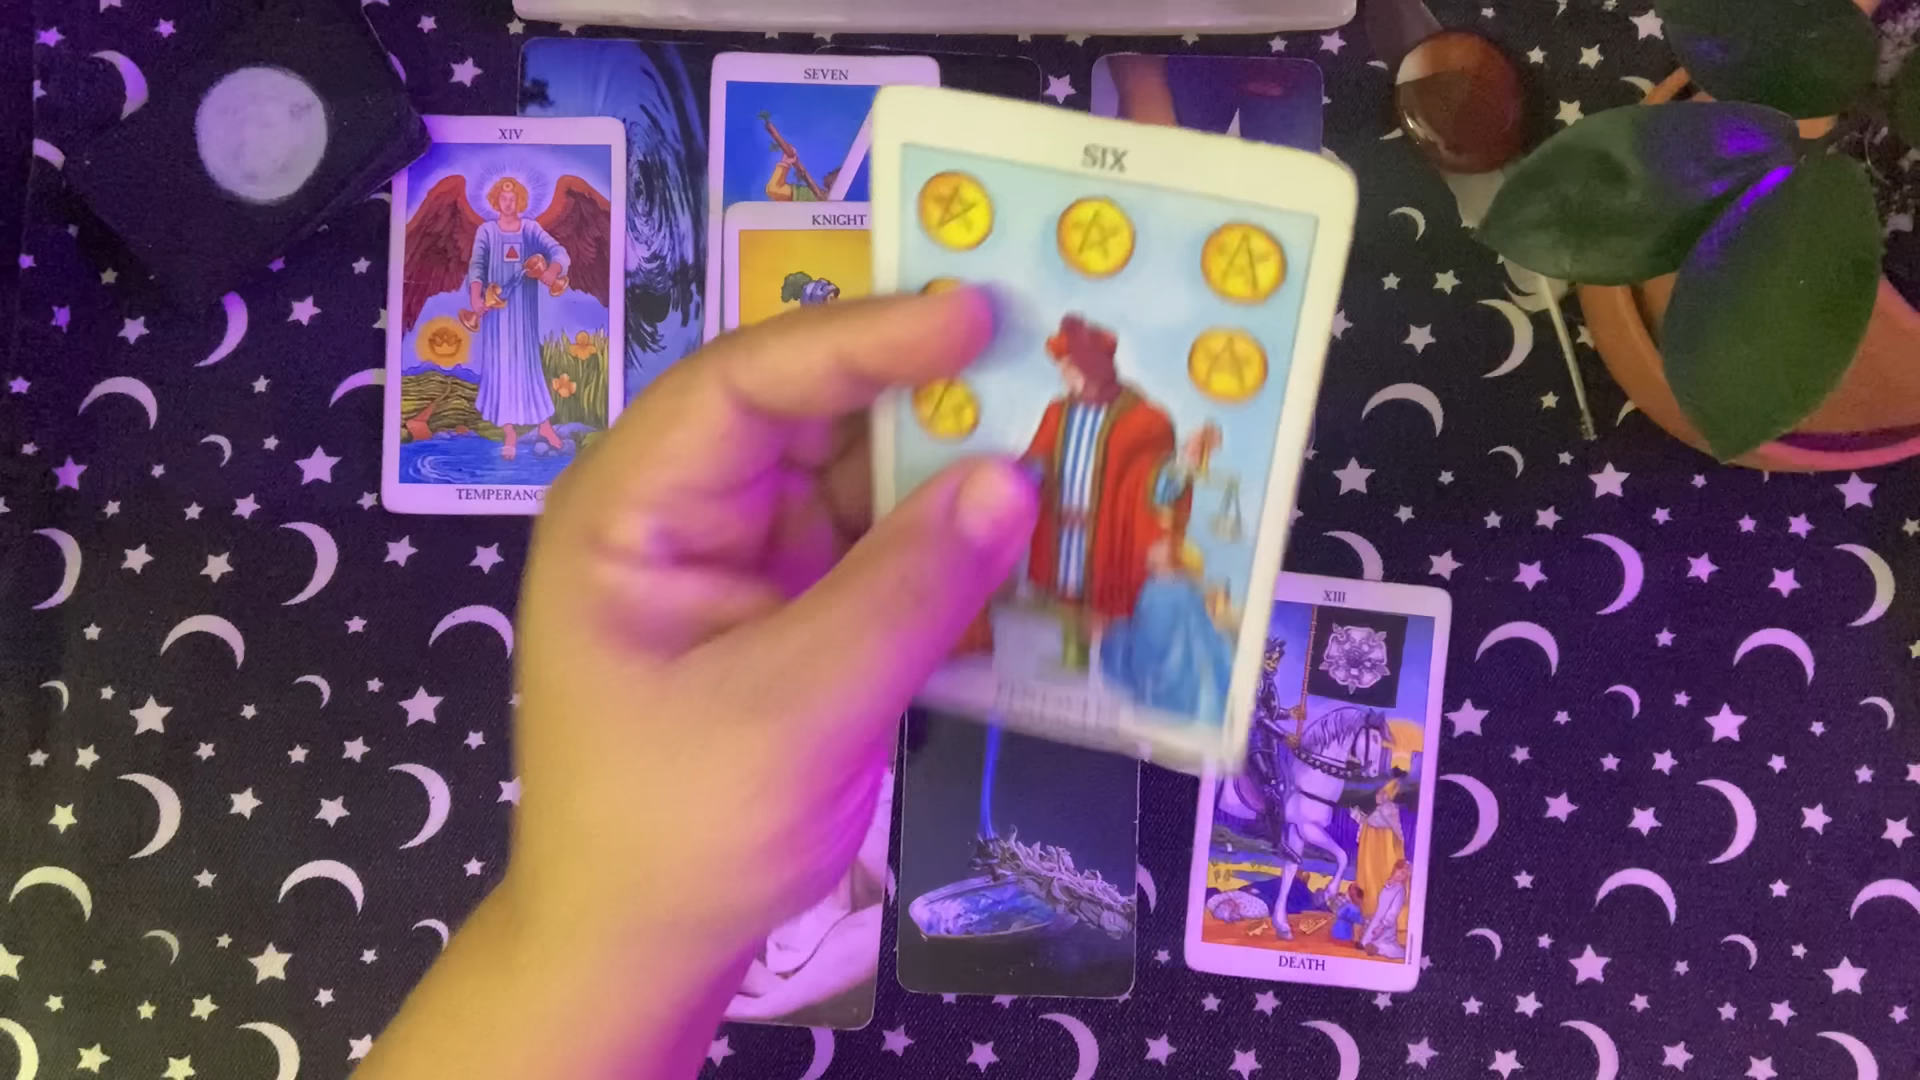 SEVEN
XIV
SIX
KNIGHT
TEMPERANC
XIII
DEATH